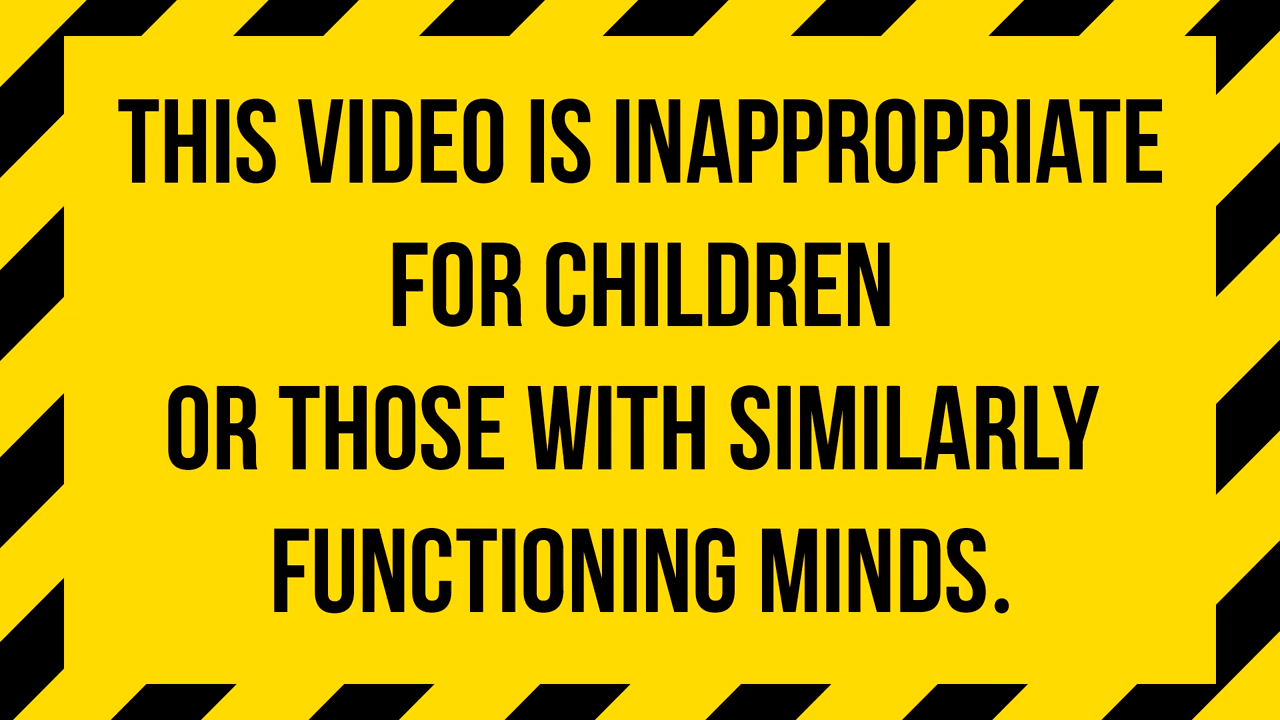 THIS VIDEO IS INAPPROPRIATE
FOR CHILDREN
OR THOSE WITH SIMILARLY
FUNCTIONING MINDS.